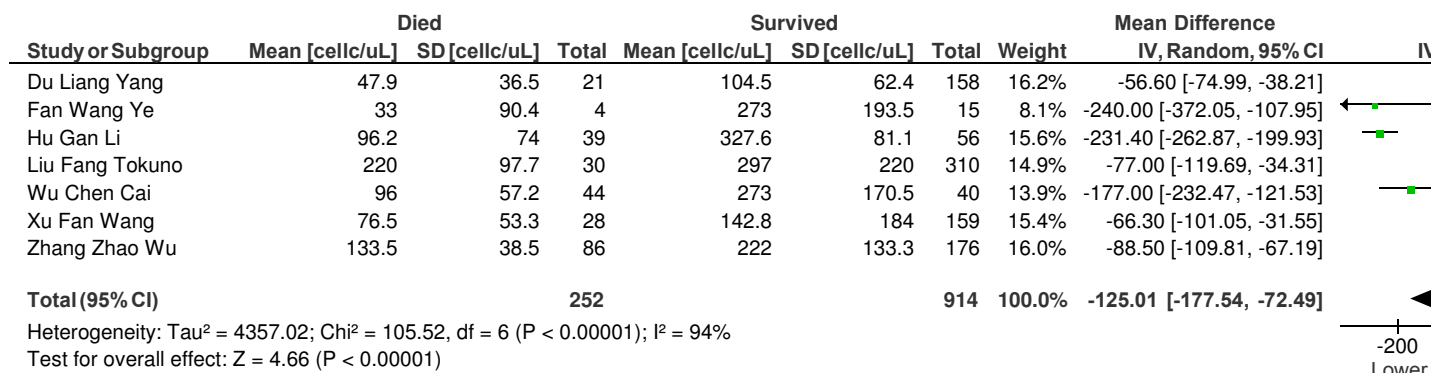 Died Survived Mean Difference
Study or Subgroup Mean [cellc/uL] SD [cellc/uL] Total Mean [cellc/uL] SD [cellc/uL] Total Weight IV, Random, 95% CI IV
Du Liang Yang 47.9 36.5 21 104.5 62.4 158 16.2% -56.60 [-74.99, -38.21]
Fan Wang Ye 33 90.4 4 273 193.5 15 8.1% -240.00 [-372.05, -107.95]
Hu Gan Li 96.2 74 39 327.6 81.1 56 15.6% -231.40 [-262.87, -199.93]
Liu Fang Tokuno 220 97.7 30 297 220 310 14.9% -77.00 [-119.69, -34.31]
Wu Chen Cai 96 57.2 44 273 170.5 40 13.9% -177.00 [-232.47, -121.53]
Xu Fan Wang 76.5 53.3 28 142.8 184 159 15.4% -66.30 [-101.05, -31.55]
Zhang Zhao Wu 133.5 38.5 86 222 133.3 176 16.0% -88.50 [-109.81, -67.19]
Total (95% CI) 252 914 100.0% -125.01 [-177.54, -72.49]
Heterogeneity: Tau² = 4357.02; Chi² = 105.52, df = 6 (P < 0.00001); I² = 94%
Test for overall effect: Z = 4.66 (P < 0.00001)
-200
Lower